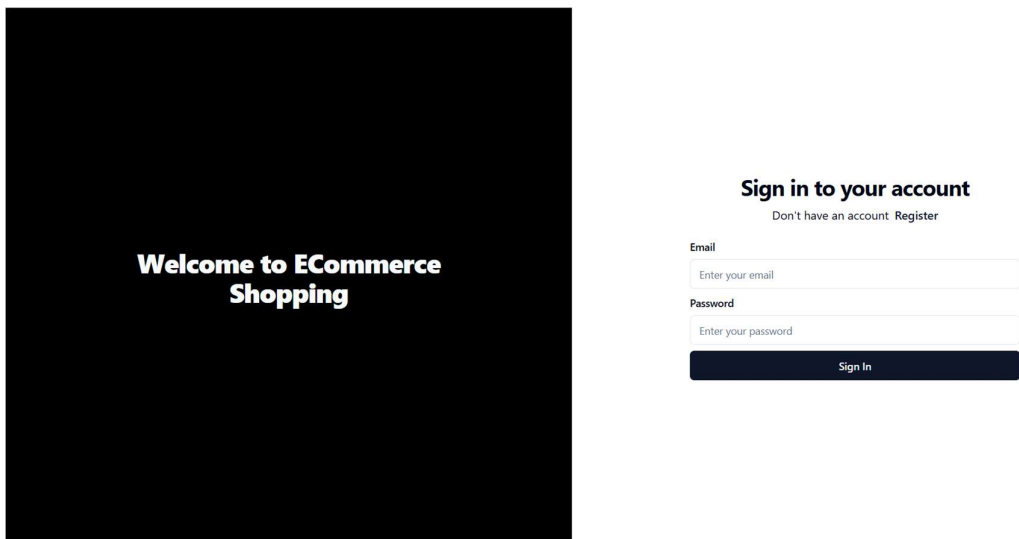 Welcome to ECommerce
Shopping
Sign in to your account
Don't have an account Register
Email
Enter your email
Password
Enter your password
Sign In